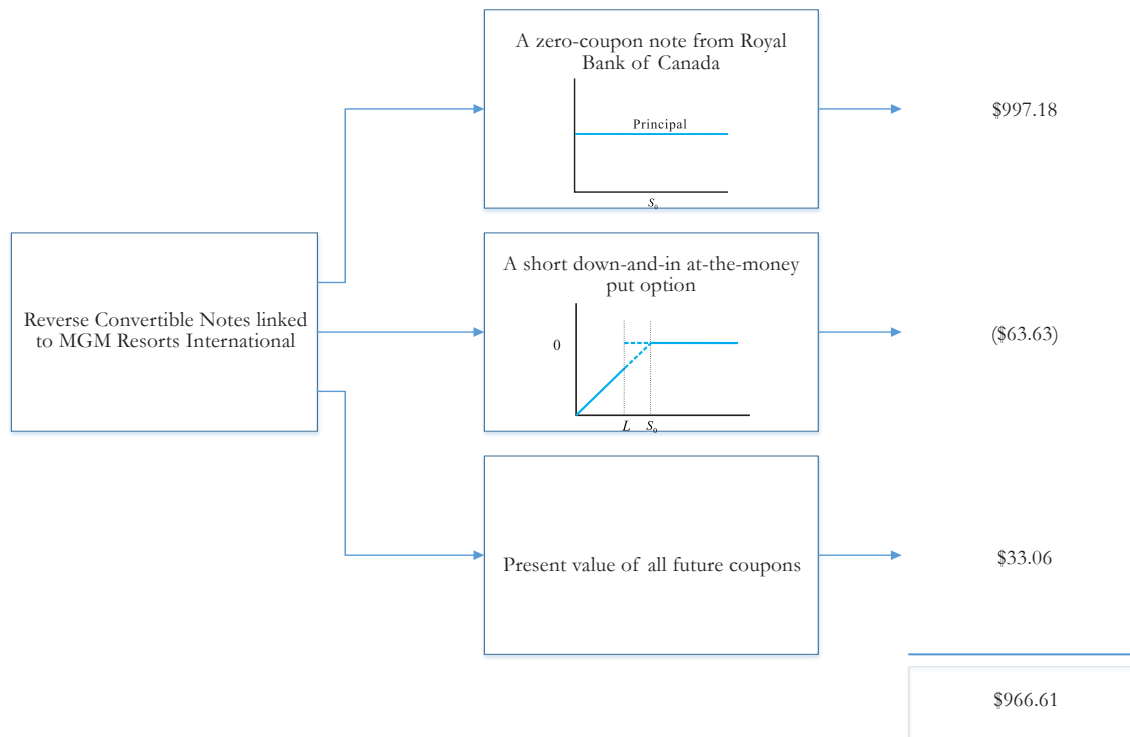 A zero-coupon note from Royal
Bank of Canada
Principal
S₀
$997.18
Reverse Convertible Notes linked
to MGM Resorts International
A short down-and-in at-the-money
put option
0
L S₀
($63.63)
Present value of all future coupons
$33.06
$966.61